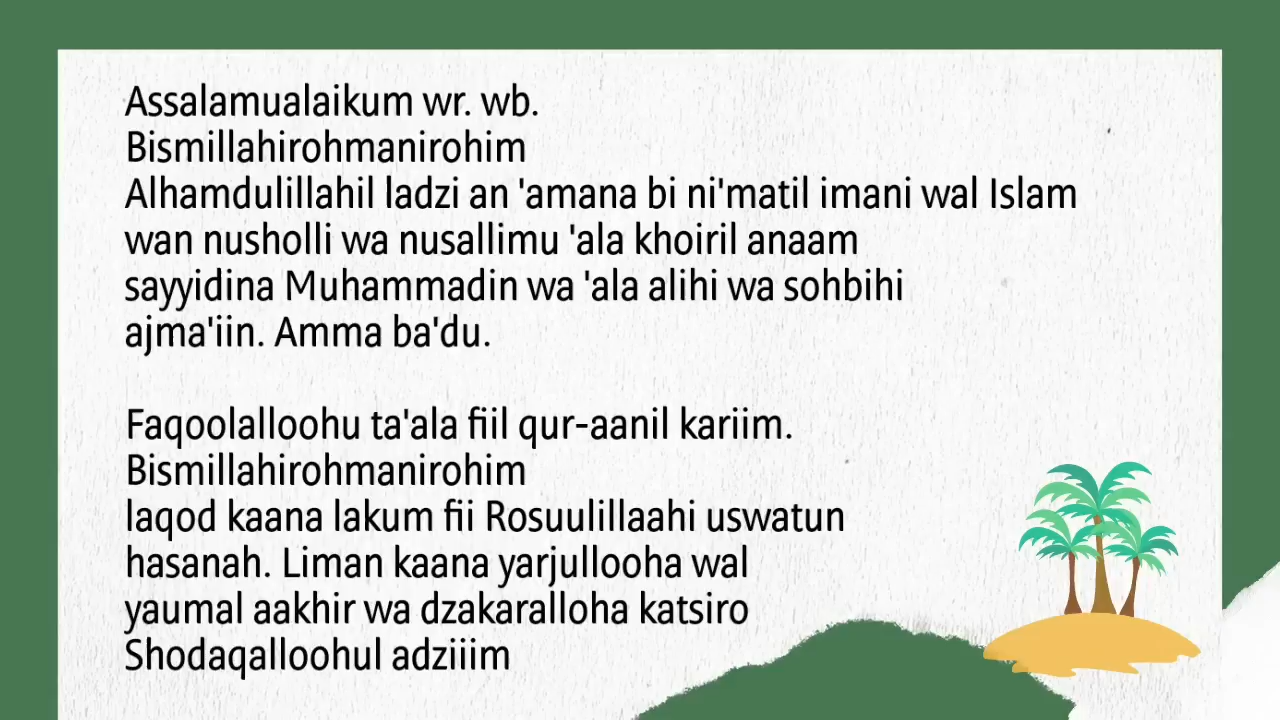 Assalamualaikum wr. wb.
Bismillahirohmanirohim
Alhamdulillahil ladzi an 'amana bi ni'matil imani wal Islam
wan nusholli wa nusallimu 'ala khoiril anaam
sayyidina Muhammadin wa 'ala alihi wa sohbihi
ajma'iin. Amma ba'du.
Faqoolalloohu ta'ala fiil qur-aanil kariim.
Bismillahirohmanirohim
laqod kaana lakum fii Rosuulillaahi uswatun
hasanah. Liman kaana yarjullooha wal
yaumal aakhir wa dzakaralloha katsiro
Shodaqalloohul adziiim